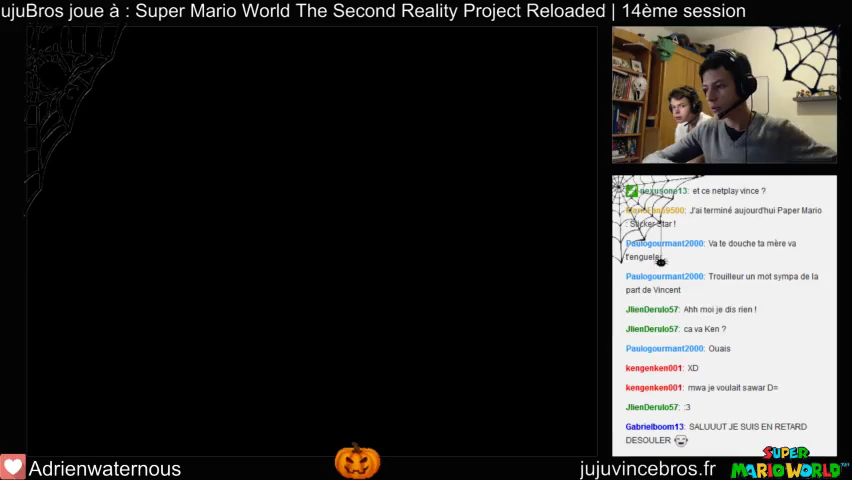 ujuBros joue à : Super Mario World The Second Reality Project Reloaded | 14ème session
nexusone13: et ce netplay vince ?
J'ai terminé aujourd'hui Paper Mario
: Sticker Star !
Paulogourmant2000: Va te douche ta mère va
t'engueler
Paulogourmant2000: Trouilleur un mot sympa de la
part de Vincent
JlienDerulo57: Ahh moi je dis rien !
JlienDerulo57: ca va Ken ?
Paulogourmant2000: Ouais
kengenken001: XD
kengenken001: mwa je voulait sawar D=
JlienDerulo57: :3
Gabrielboom13: SALUUUT JE SUIS EN RETARD
DESOULER
Adrienwaternous
jujuvincebros.fr
SUPER
MARIO WORLD